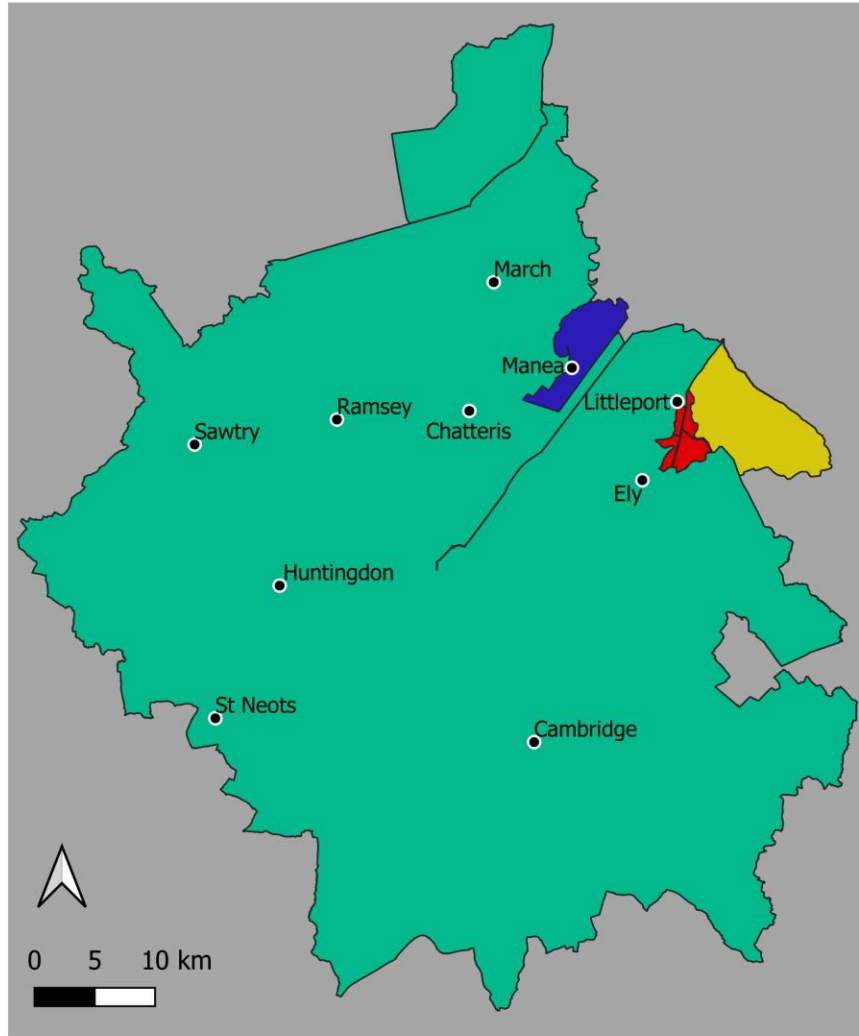 March
Manea
Littleport
Ramsey
Chatteris
Sawtry
Ely
Huntingdon
St Neots
Cambridge
0 5 10 km